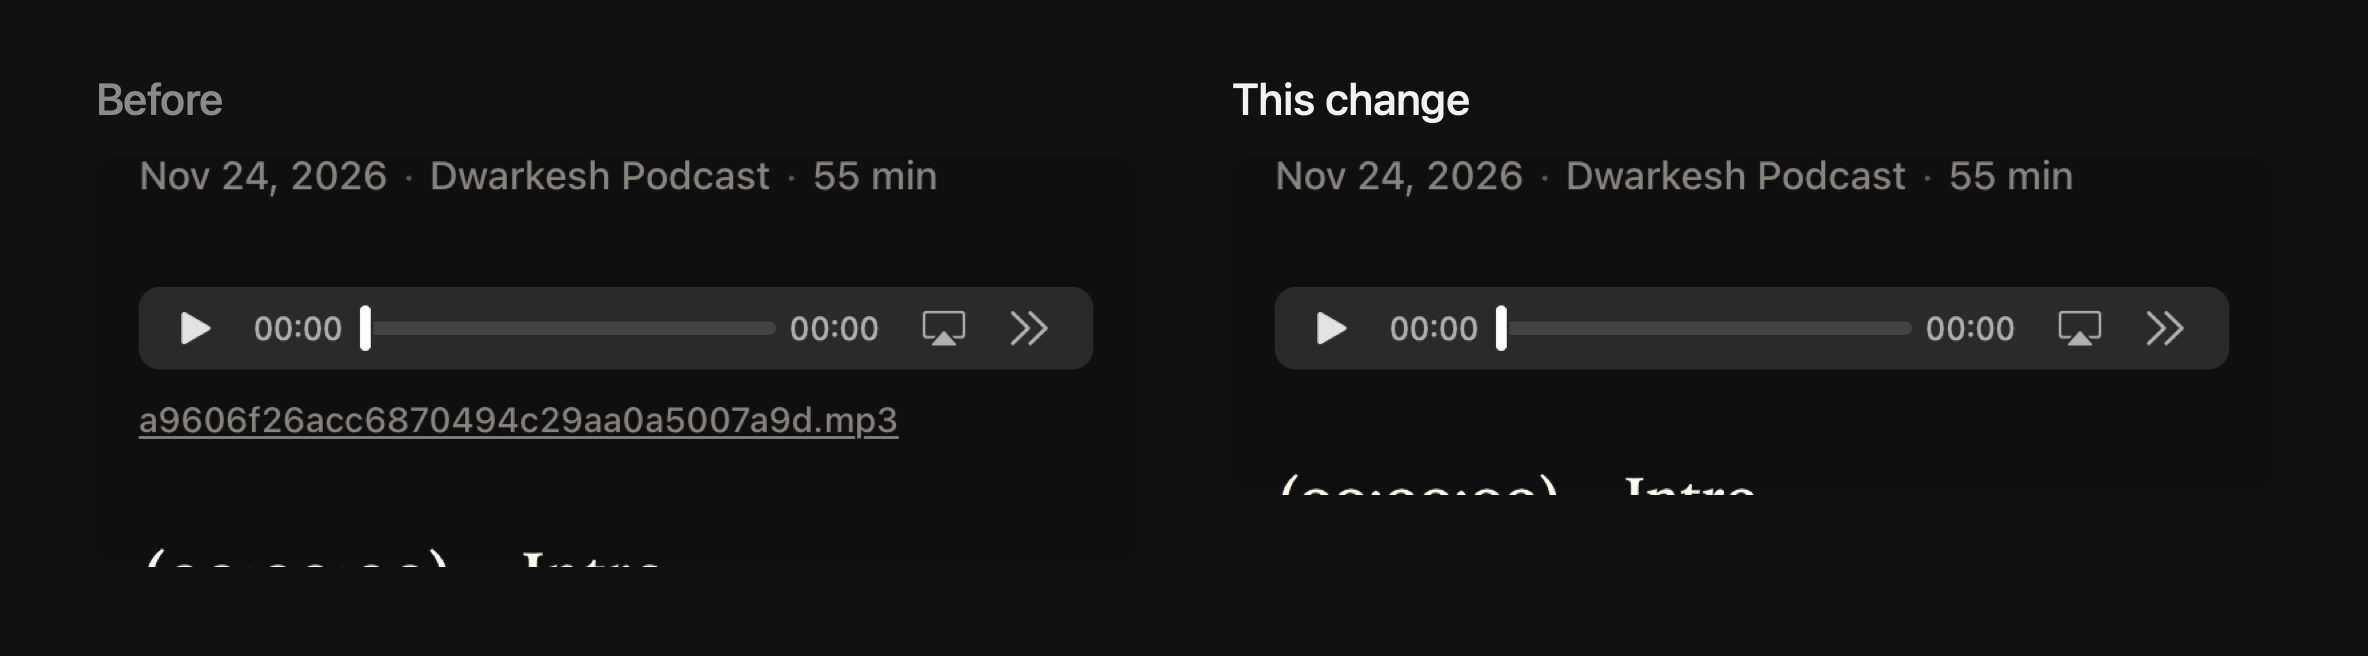 Before
Nov 24, 2026 · Dwarkesh Podcast · 55 min
00:00 00:00
a9606f26acc6870494c29aa0a5007a9d.mp3
This change
Nov 24, 2026 · Dwarkesh Podcast · 55 min
00:00 00:00
Intro